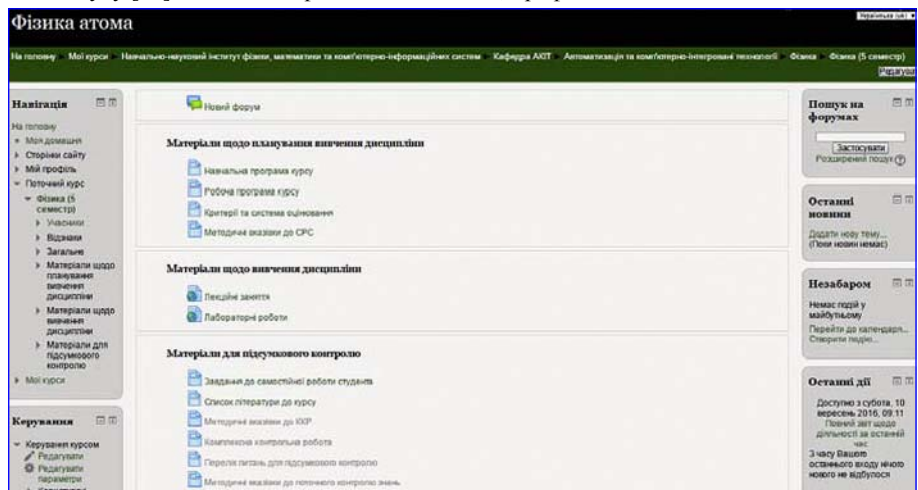 Фізика атома
Українська (uk)
На головну Мої курси Навчально-науковий інститут фізики, математики та комп'ютерно-інформаційних систем Кафедра АКІТ Автоматизація та комп'ютерно-інтегровані технології Фізика Фізика (5 семестр)
Редагува
Навігація
На головну
Моя домашня
Сторінки сайту
Мій профіль
Поточний курс
Фізика (5
семестр)
Учасники
Відзнаки
Загальне
Матеріали щодо
планування
вивчення
дисципліни
Матеріали щодо
вивчення
дисципліни
Матеріали для
підсумкового
контролю
Мої курси
Керування
Керування курсом
Редагувати
Редагувати
параметри
Новий форум
Матеріали щодо планування вивчення дисципліни
Навчальна програма курсу
Робоча програма курсу
Критерії та система оцінювання
Методичні вказівки до СРС
Матеріали щодо вивчення дисципліни
Лекційні заняття
Лабораторні роботи
Матеріали для підсумкового контролю
Завдання до самостійної роботи студента
Список літератури до курсу
Методичні вказівки до ККР
Комплексна контрольна робота
Перелік питань для підсумкового контролю
Методичні вказівки до поточного контролю знань
Пошук на
форумах
Застосувати
Розширений пошук
Останні
новини
Додати нову тему...
(Поки новин немає)
Незабаром
Немає подій у
майбутньому
Перейти до календаря...
Створити подію...
Останні дії
Доступно з субота, 10
вересень 2016, 09:11
Повний звіт щодо
діяльності за останній
час
З часу Вашого
останнього входу нічого
нового не відбулося